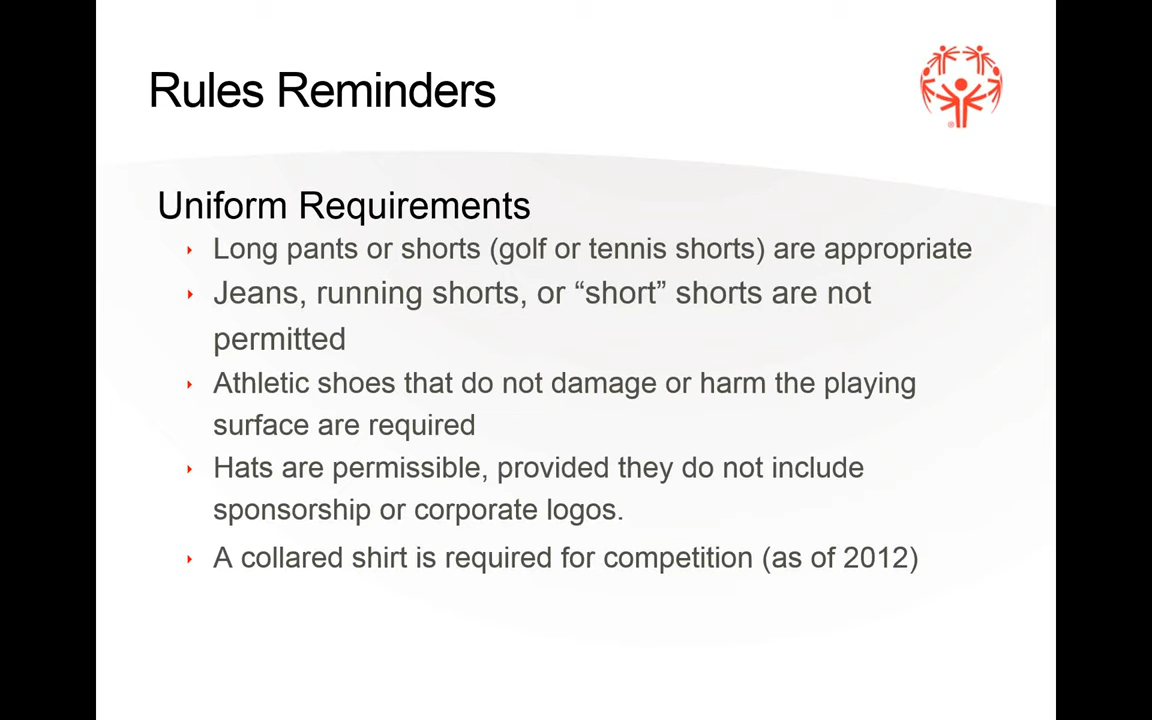 Rules Reminders
Uniform Requirements
Long pants or shorts (golf or tennis shorts) are appropriate
Jeans, running shorts, or “short” shorts are not
permitted
Athletic shoes that do not damage or harm the playing
surface are required
Hats are permissible, provided they do not include
sponsorship or corporate logos.
A collared shirt is required for competition (as of 2012)